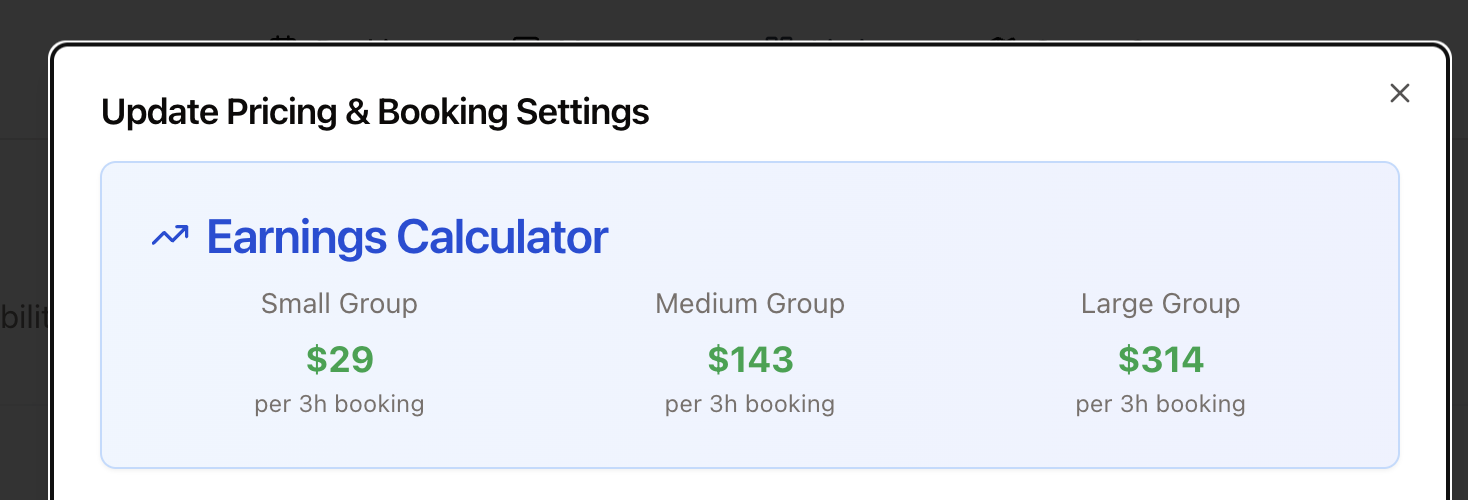 Update Pricing & Booking Settings
Earnings Calculator
Small Group Medium Group Large Group
$29 $143 $314
per 3h booking per 3h booking per 3h booking